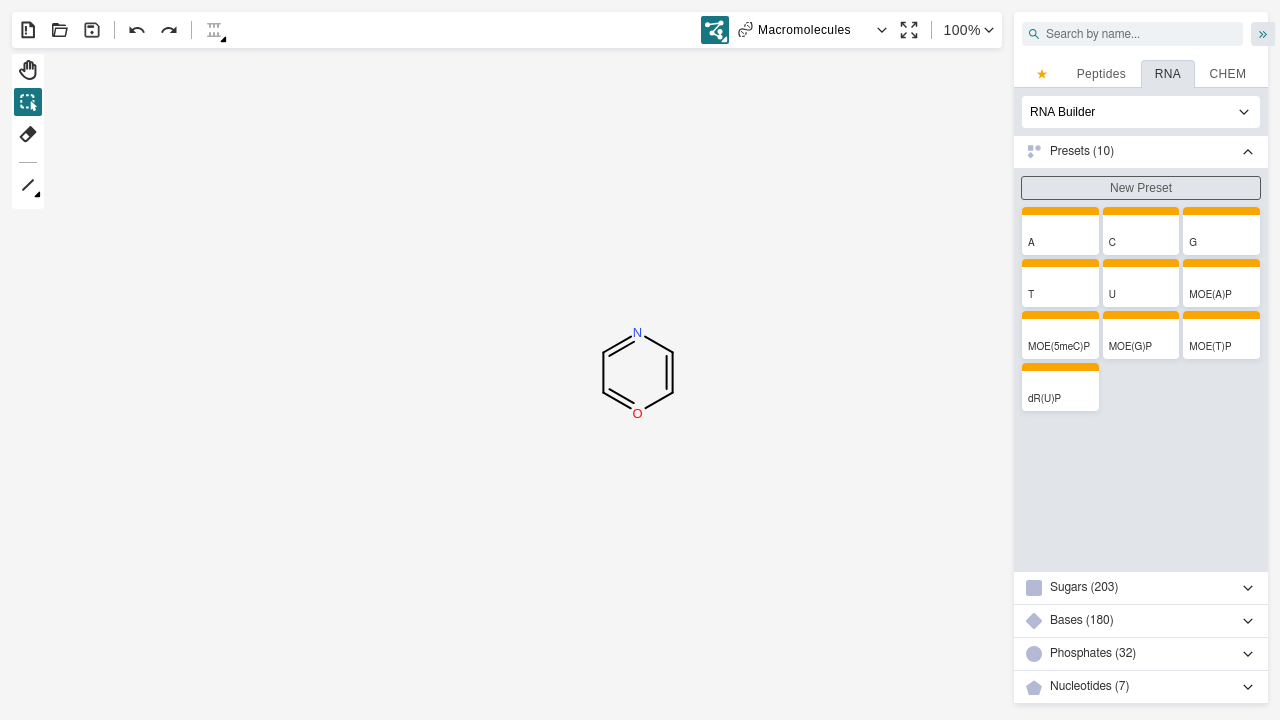 Macromolecules
100%
Search by name...
Peptides
RNA
CHEM
RNA Builder
Presets (10)
New Preset
A
C
G
T
U
MOE(A)P
MOE(5meC)P
MOE(G)P
MOE(T)P
dR(U)P
Sugars (203)
Bases (180)
Phosphates (32)
Nucleotides (7)
N
O